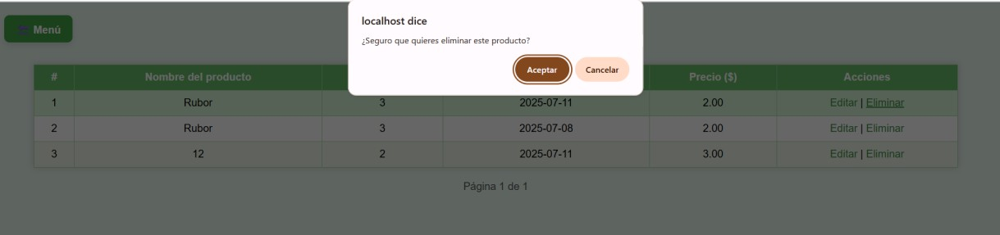 localhost dice
¿Seguro que quieres eliminar este producto?
Aceptar Cancelar
Menú
# Nombre del producto Precio ($) Acciones
1 Rubor 3 2025-07-11 2.00 Editar | Eliminar
2 Rubor 3 2025-07-08 2.00 Editar | Eliminar
3 12 2 2025-07-11 3.00 Editar | Eliminar
Página 1 de 1